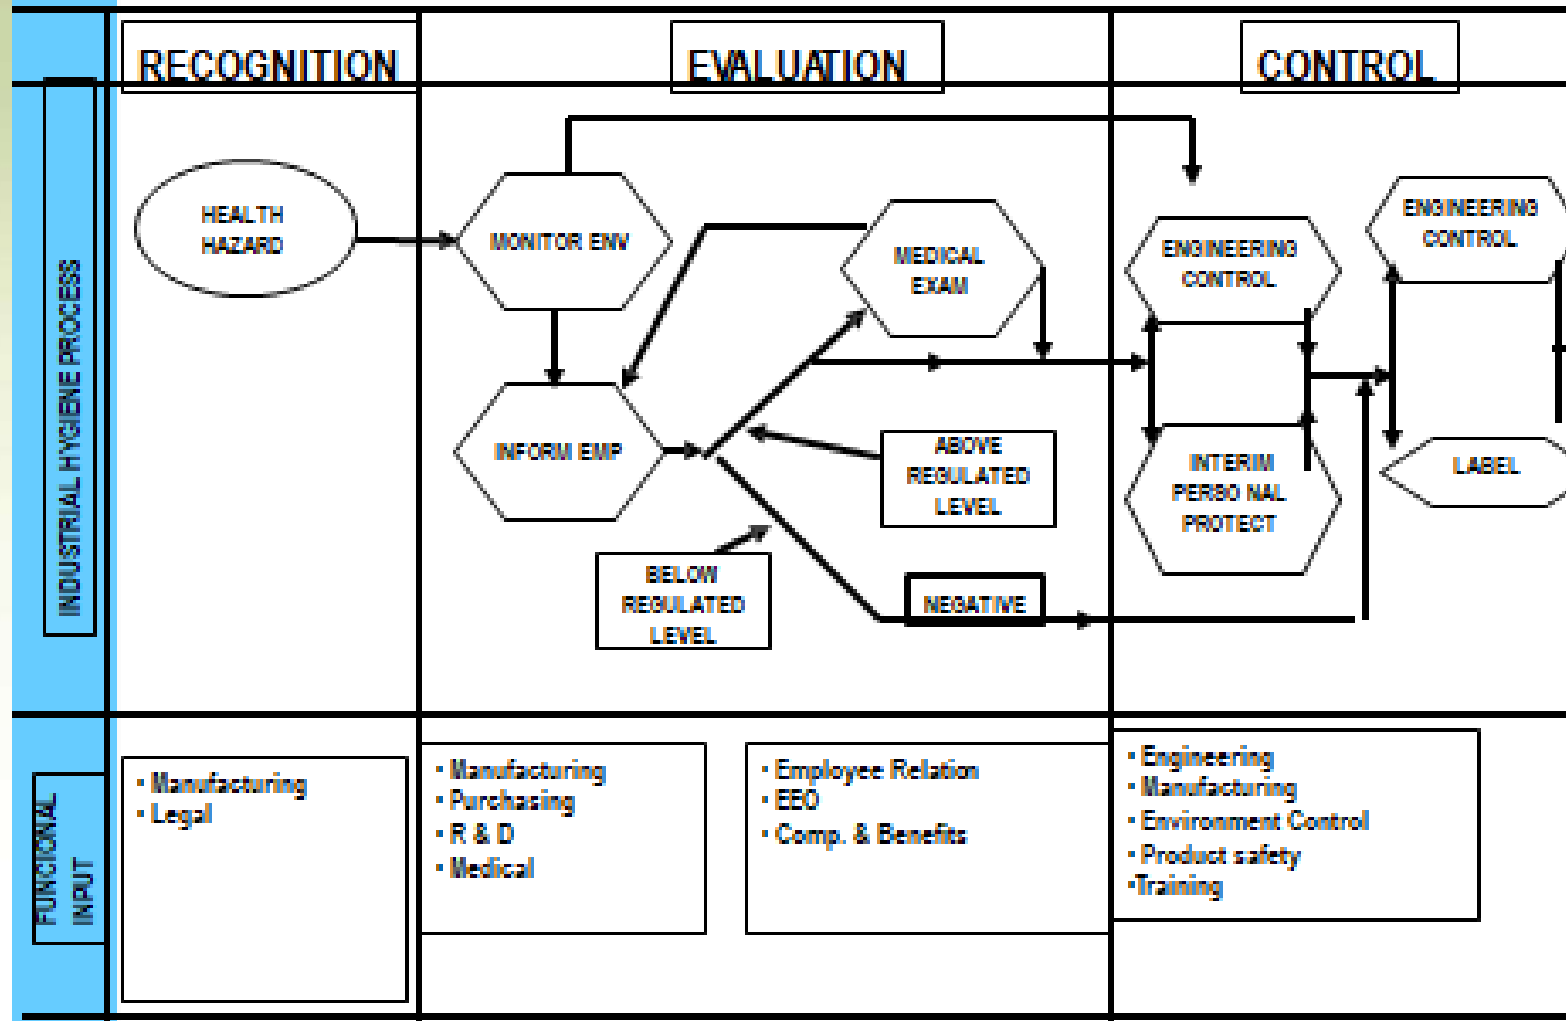 RECOGNITION
EVALUATION
CONTROL
INDUSTRIAL HYGIENE PROCESS
HEALTH
HAZARD
MONITOR ENV
MEDICAL
EXAM
ENGINEERING
CONTROL
ENGINEERING
CONTROL
INFORM EMP
ABOVE
REGULATED
LEVEL
BELOW
REGULATED
LEVEL
NEGATIVE
INTERIM
PERSO NAL
PROTECT
LABEL
FUNCIONAL
INPUT
• Manufacturing
• Legal
• Manufacturing
• Purchasing
• R & D
• Medical
• Employee Relation
• EEO
• Comp. & Benefits
• Engineering
• Manufacturing
• Environment Control
• Product safety
•Training